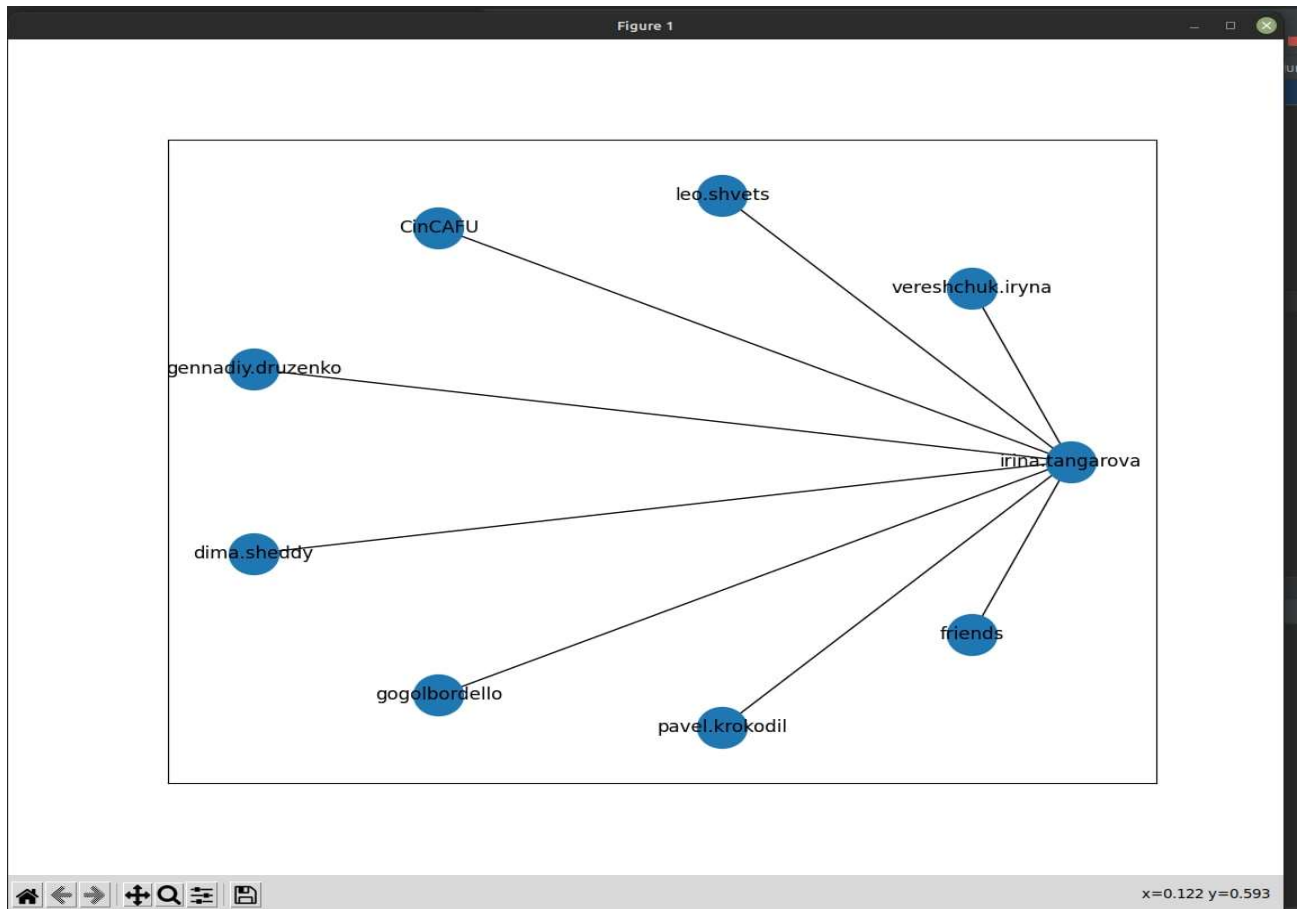 Figure 1
leo.shvets
CinCAFU
vereshchuk.iryna
gennadiy.druzenko
irina.tangarova
dima.sheddy
friends
gogolbordello
pavel.krokodil
x=0.122 y=0.593